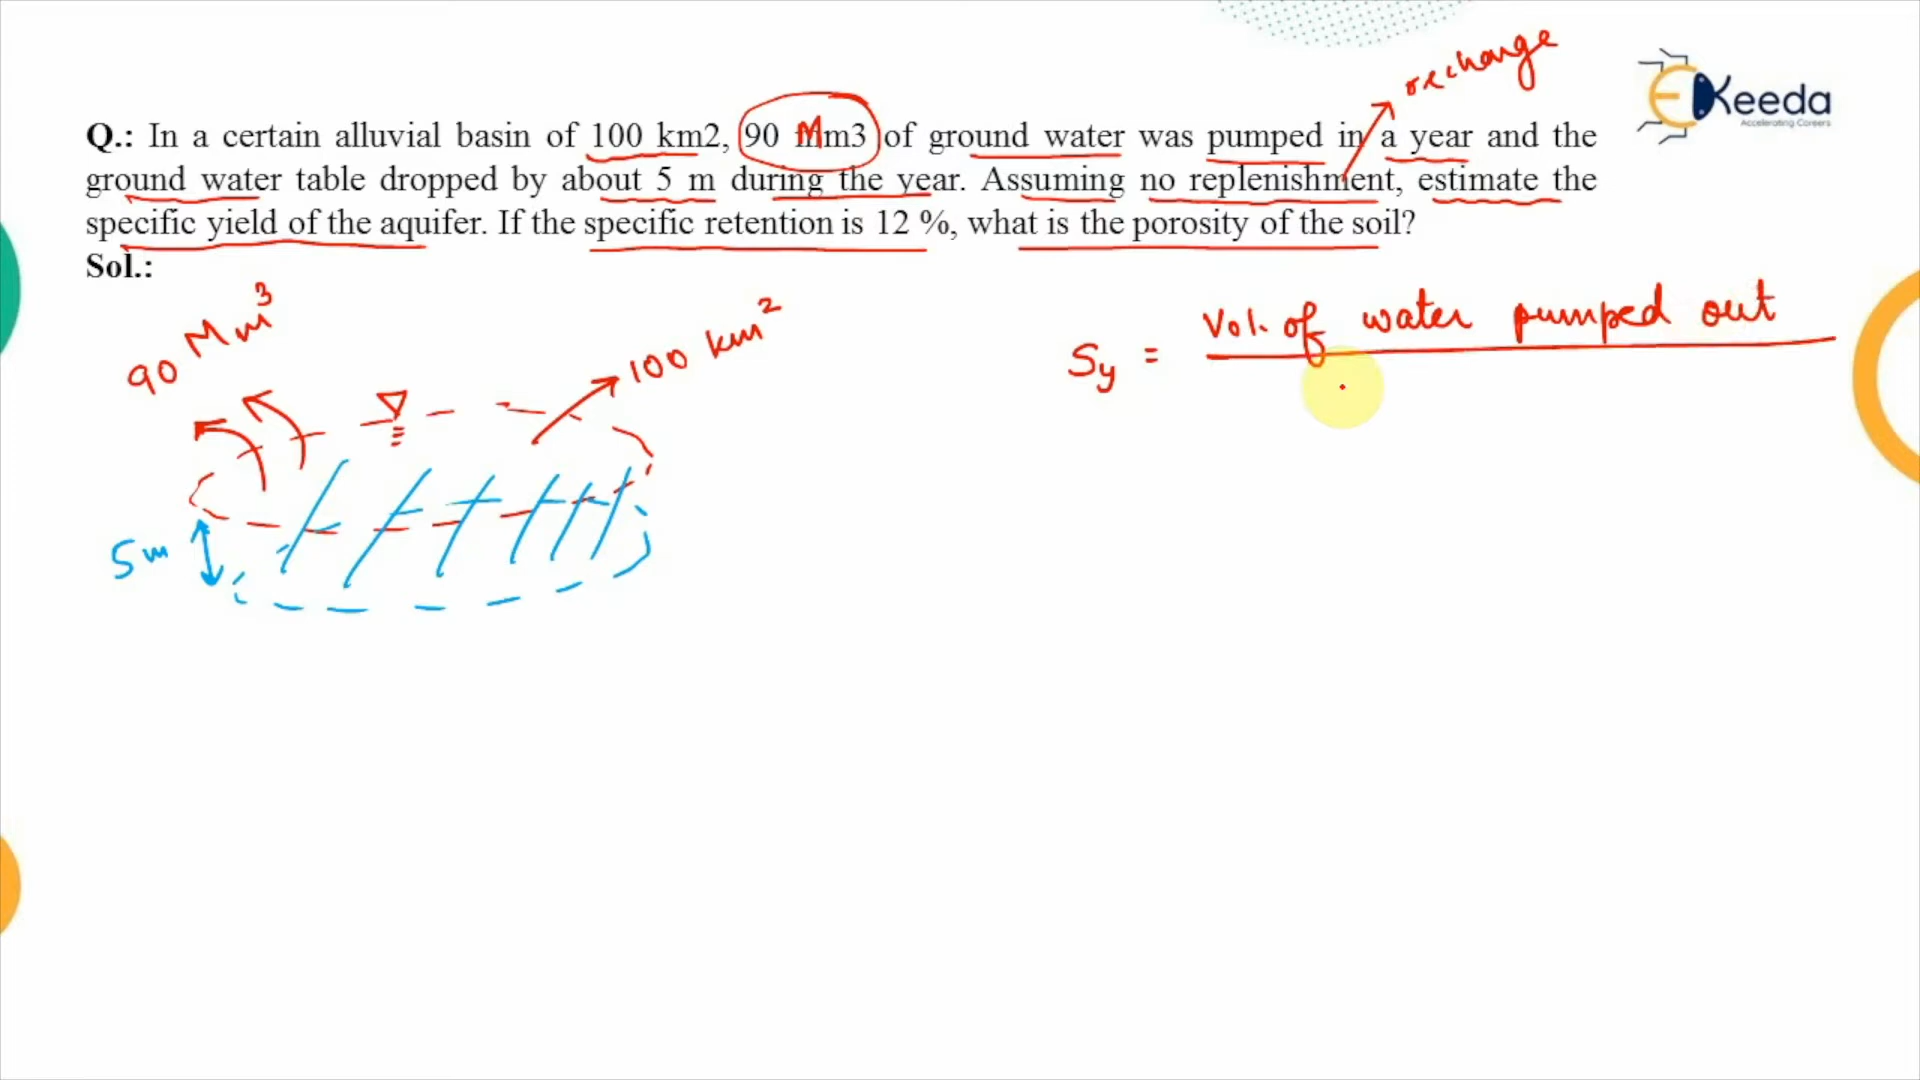 recharge
Keeda
Accelerating Careers
Q.: In a certain alluvial basin of 100 km2, 90 Mm3 of ground water was pumped in a year and the
ground water table dropped by about 5 m during the year. Assuming no replenishment, estimate the
specific yield of the aquifer. If the specific retention is 12 %, what is the porosity of the soil?
Sol.:
90 Mm³
100 km²
5m
Sy = Vol. of water pumped out